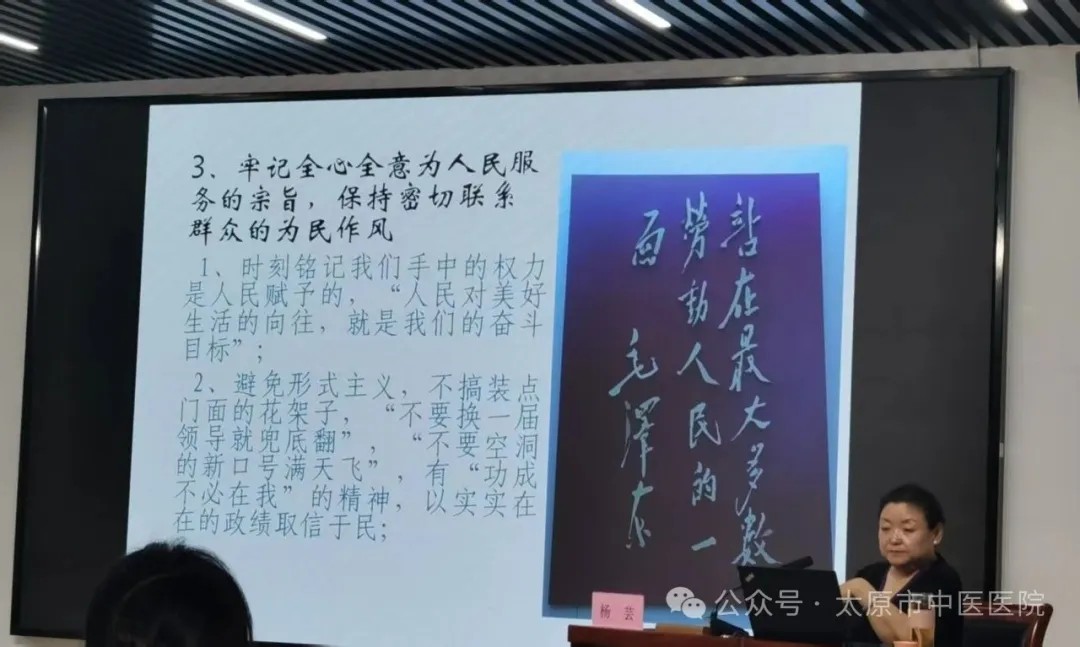 3、牢记全心全意为人民服
务的宗旨，保持密切联系
群众的为民作风
1、时刻铭记我们手中的权力
是人民赋予的，“人民对美好
生活的向往，就是我们的奋斗
目标”；
2、避免形式主义，不搞装点
门面的花架子，“不要换一届
领导就兜底翻”，“不要空洞
的新口号满天飞”，有“功成
不必在我”的精神，以实实在
在的政绩取信于民；
站在最大多数
劳动人民的一
面
毛泽东
杨芸
公众号·太原市中医医院